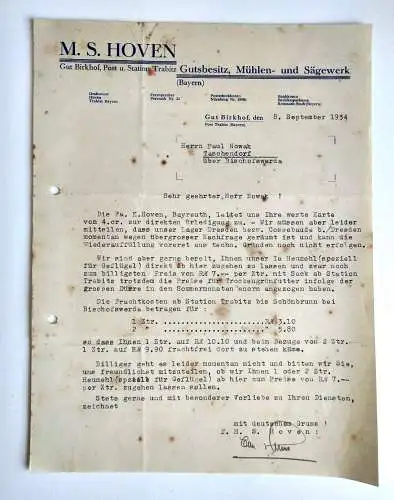 M. S. HOVEN
Gut Birkhof, Post u. Station Trabitz
Gutsbesitz, Mühlen- und Sägewerk
(Bayern)
Gut Birkhof, den 8. September 1934
Post Trabitz (Bayern)
Herrn Paul Nowak
Taschendorf
über Bischofswerda
Sehr geehrter Herr Nowak !
Die Fa. K.Hoven, Bayreuth, leitet uns Ihre werte Karte
von 4.cr. zur direkten Erledigung zu. - Wir müssen aber leider
mitteilen, dass unser Lager Dresden bezw. Cossebaude b/Dresden
momentan wegen übergrosser Nachfrage geräumt ist und kann die
Wiederauffüllung vorerst aus techn. Gründen noch nicht erfolgen.
Wir sind aber gerne bereit, Ihnen unser Ia Heumehl(speziell
für Geflügel) direkt ab hier zugehen zu lassen und zwar noch
zum billigsten Preis von RM 7.- per Ztr. mit Sack ab Station
Trabitz trotzdem die Preise für Trockengrünfutter infolge der
grossen Dürre in den Sommermonaten enorm angezogen haben.
Die Frachtkosten ab Station Trabitz bis Schönbrunn bei
Bischofswerda betragen für :
1 Ztr. ......................RM 3.10
2 " ...................... " 5.80
so dass Ihnen 1 Ztr. auf RM 10.10 und beim Bezuge von 2 Ztr.
1 Ztr. auf RM 9.90 frachtfrei dort zu stehen käme.
Billiger geht es leider momentan nicht und bitten wir Sie,
uns freundlichst mitzuteilen, ob wir Ihnen 1 oder 2 Ztr.
Heumehl (speziell für Geflügel) ab hier zum Preise von RM 7.-
per Ztr. zugehen lassen sollen.
Stets gerne und mit besonderer Vorliebe zu Ihren Diensten,
zeichnet
mit deutschem Gruss !
M. S. Hoven: